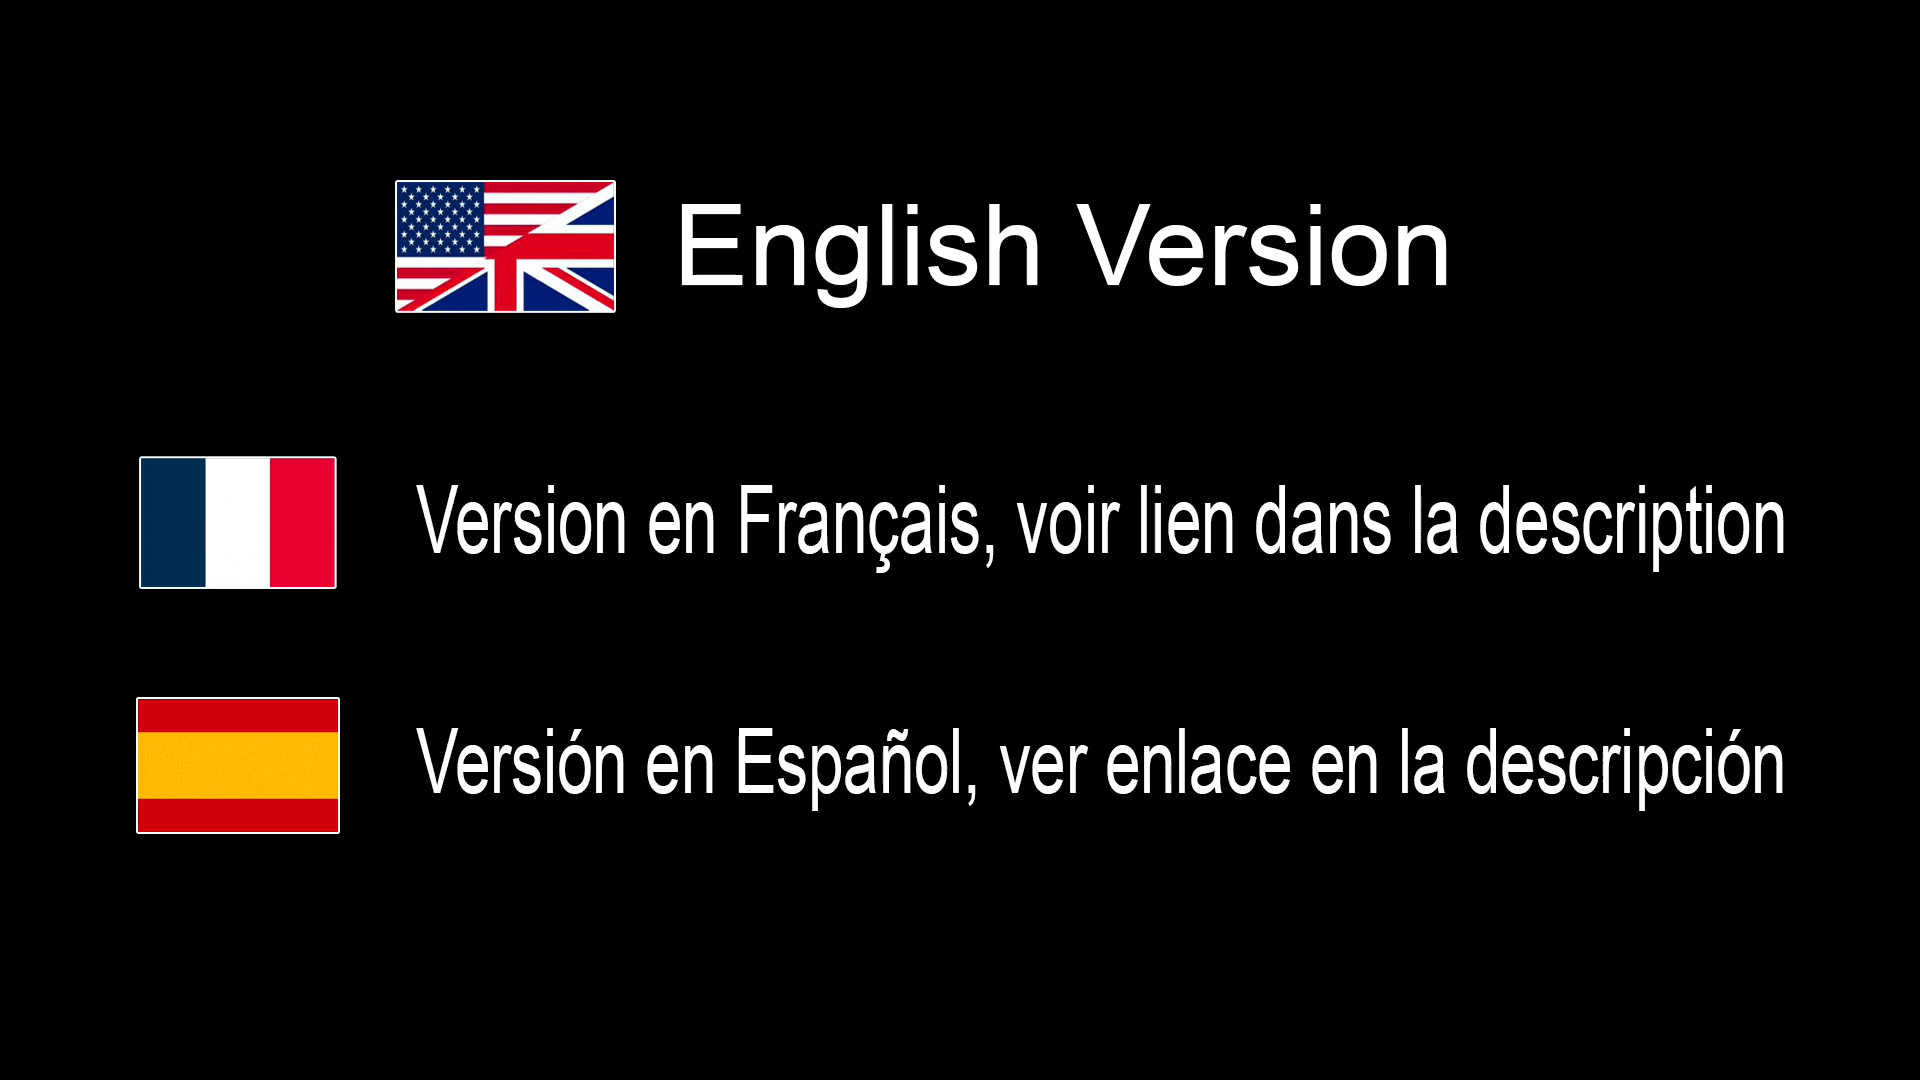 English Version
Version en Français, voir lien dans la description
Versión en Español, ver enlace en la descripción